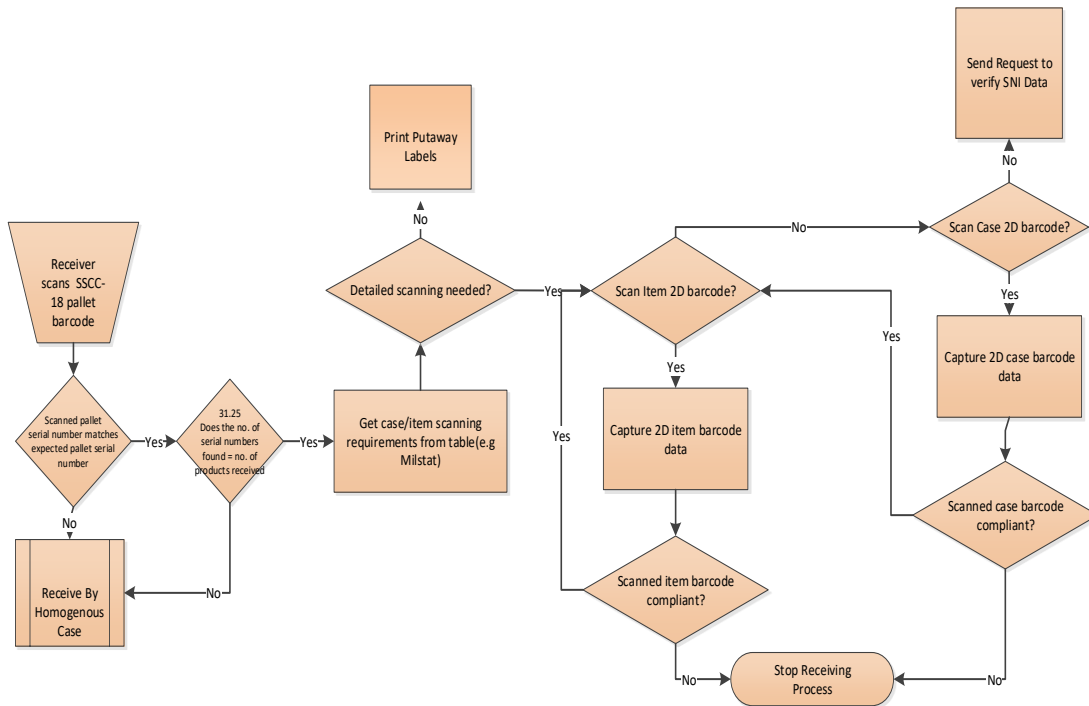 Receiver
scans SSCC-
18 pallet
barcode
Scanned pallet
serial number matches
expected pallet serial
number
Yes
No
Receive By
Homogenous
Case
31.25
Does the no. of
serial numbers
found = no. of
products received
Yes
No
Get case/item scanning
requirements from table(e.g
Milstat)
Detailed scanning needed?
No
Print Putaway
Labels
Yes
Scan Item 2D barcode?
No
Yes
Capture 2D item barcode
data
Scanned item barcode
compliant?
Yes
No
Stop Receiving
Process
Scan Case 2D barcode?
No
Send Request to
verify SNI Data
Yes
Capture 2D case barcode
data
Scanned case barcode
compliant?
Yes
No